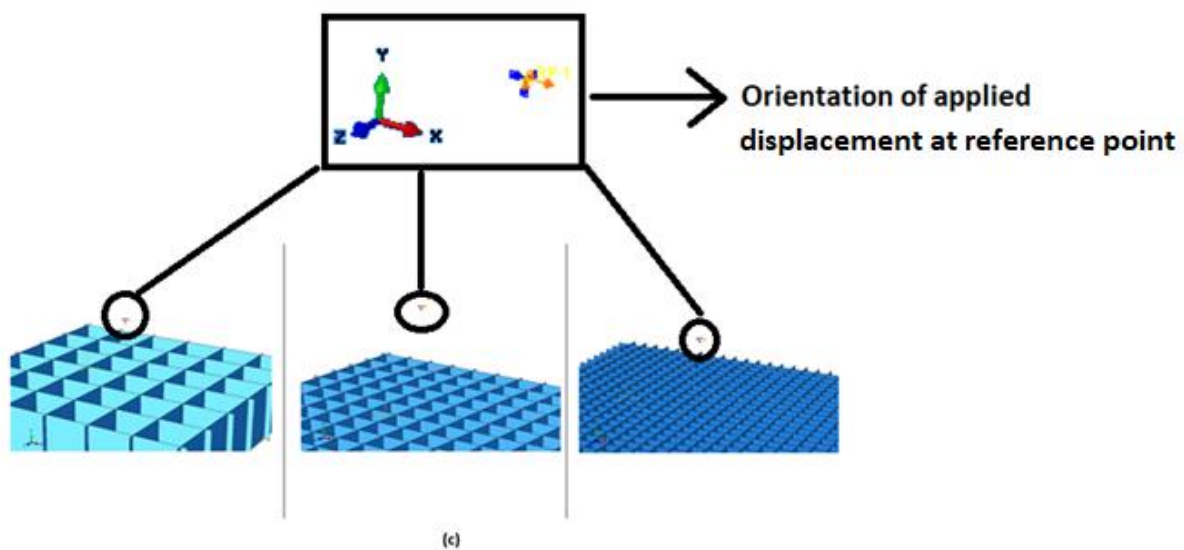 Y
Z
X
Orientation of applied
displacement at reference point
(c)